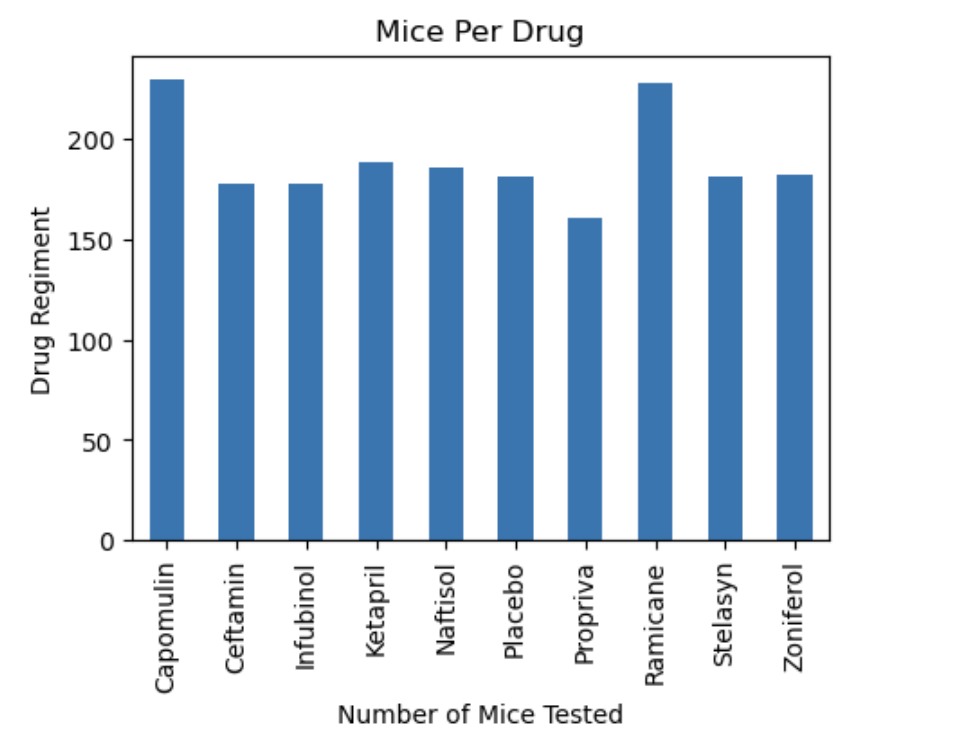 Mice Per Drug
Drug Regiment
200
150
100
50
0
Capomulin
Ceftamin
Infubinol
Ketapril
Naftisol
Placebo
Propriva
Ramicane
Stelasyn
Zoniferol
Number of Mice Tested